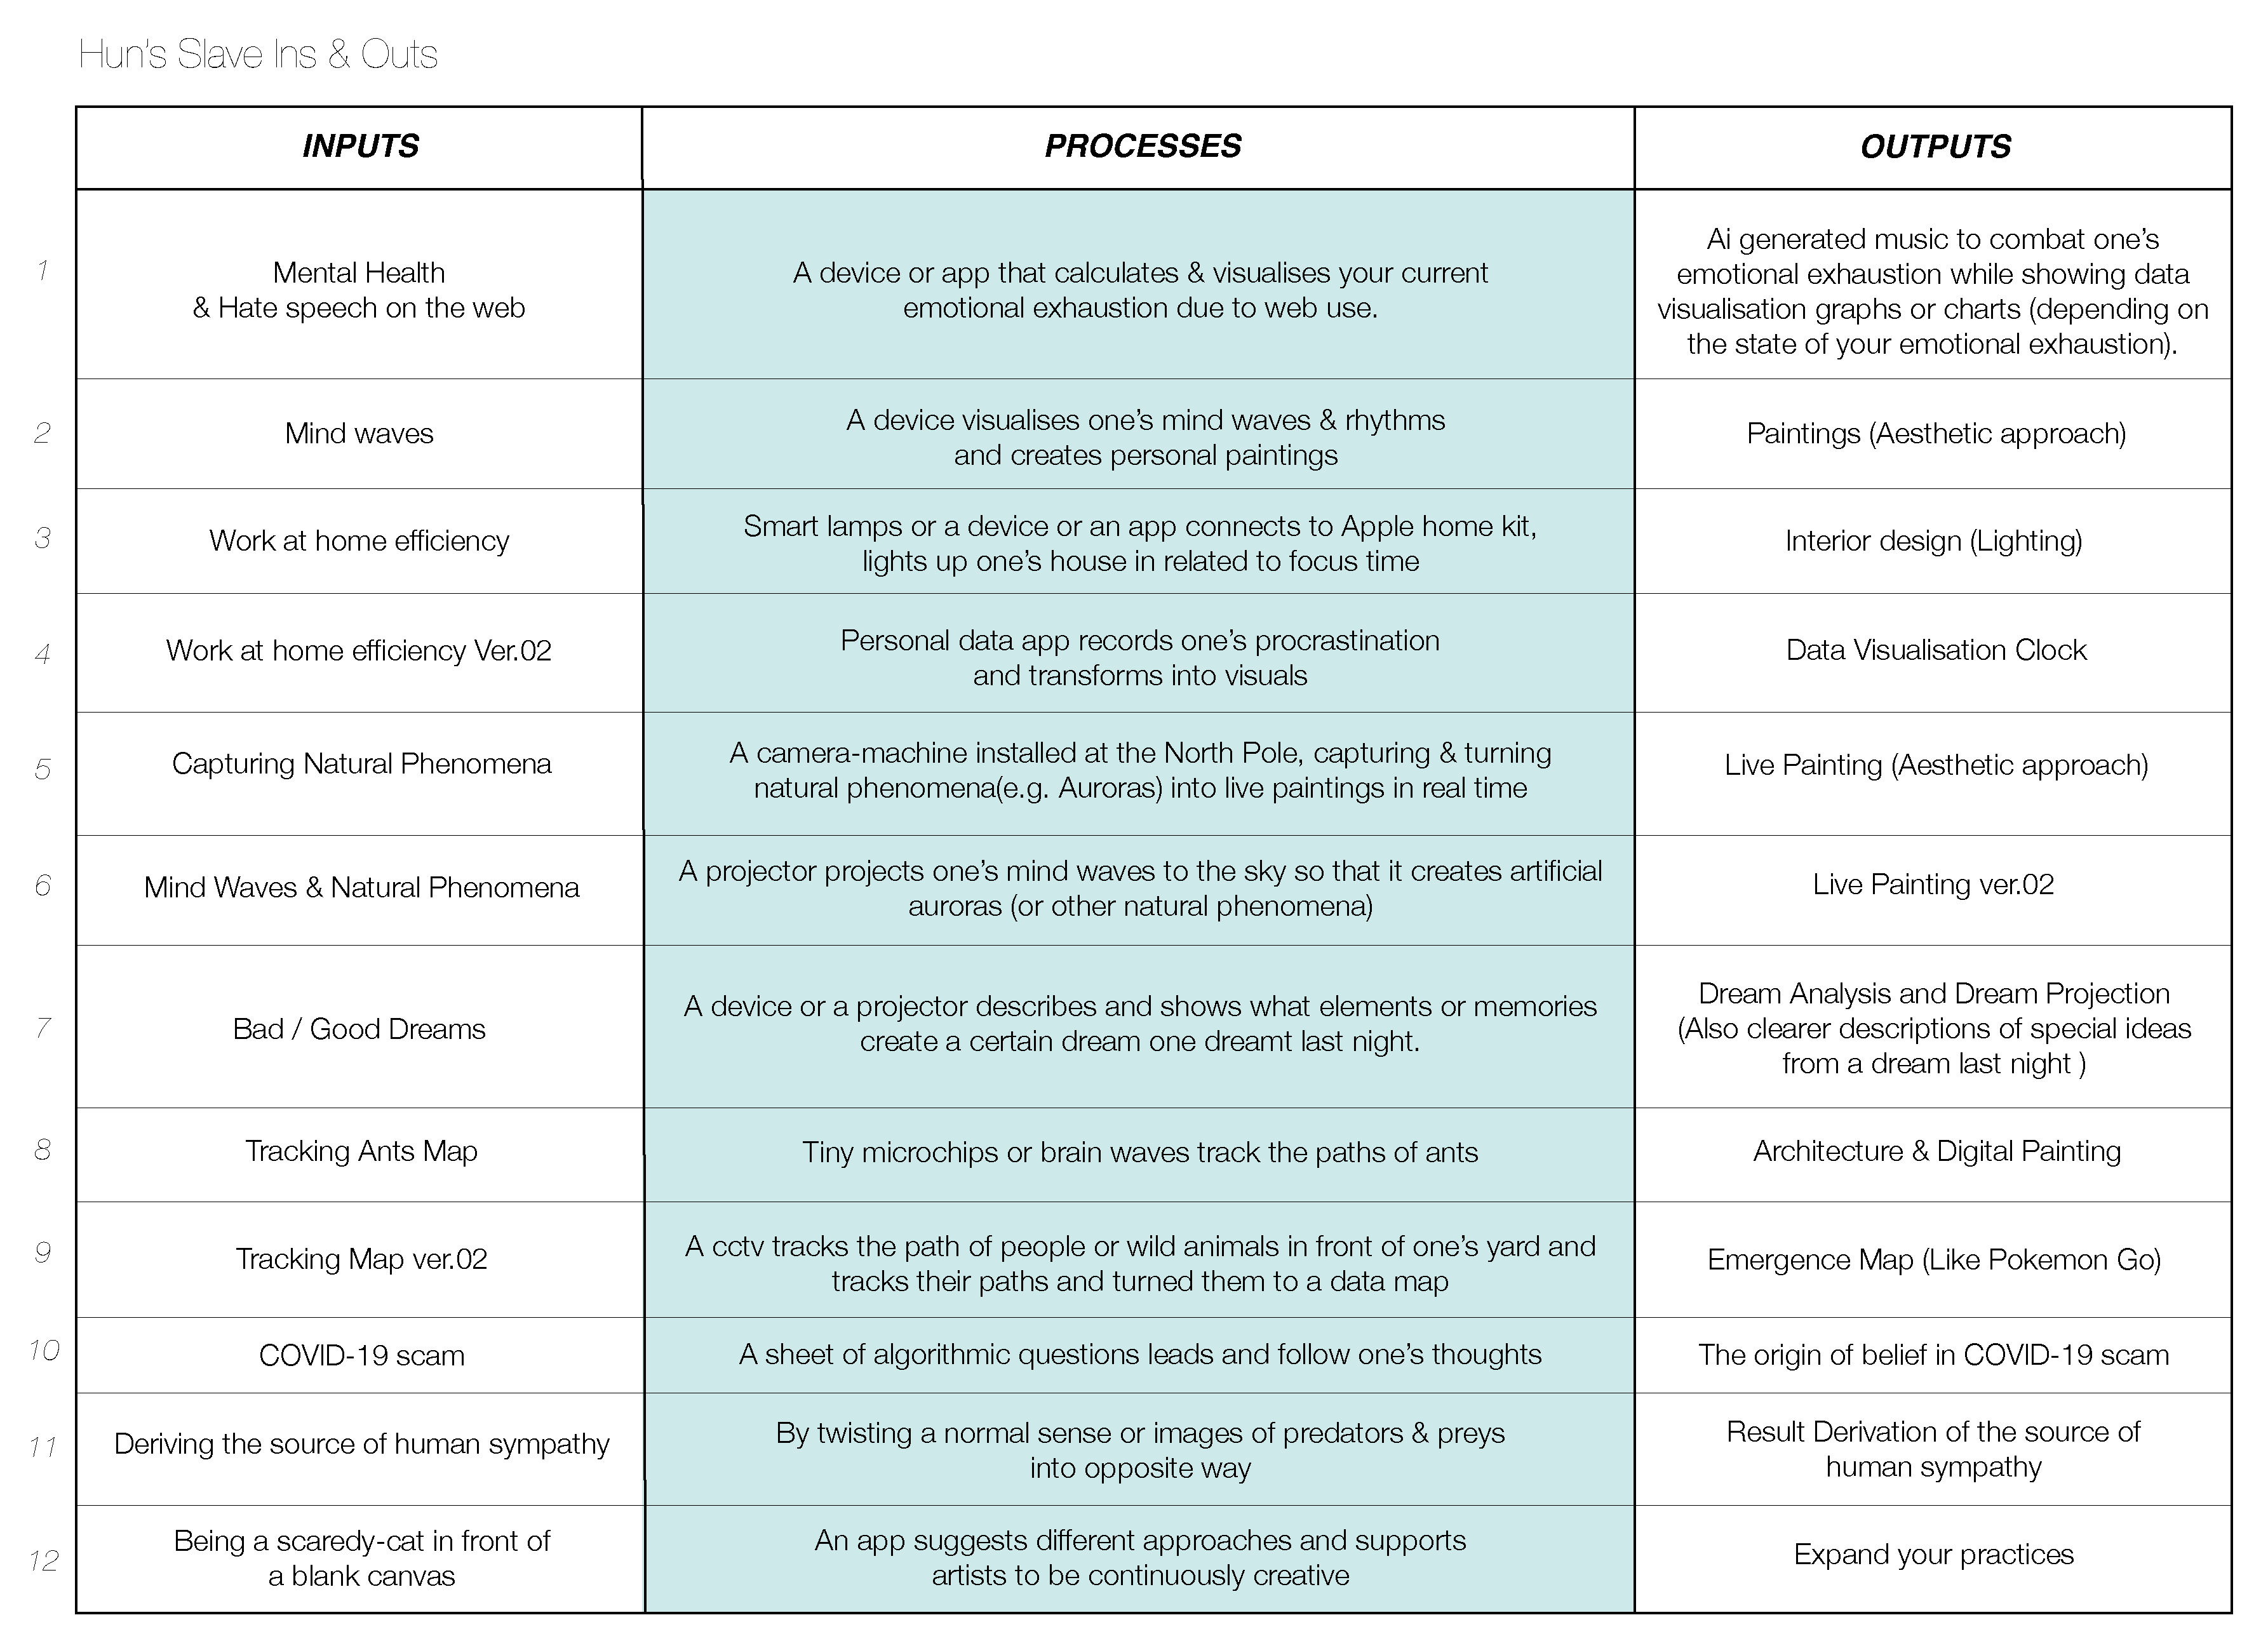 Hun's Slave Ins & Outs
INPUTS
PROCESSES
OUTPUTS
1
Mental Health
& Hate speech on the web
A device or app that calculates & visualises your current
emotional exhaustion due to web use.
Ai generated music to combat one's
emotional exhaustion while showing data
visualisation graphs or charts (depending on
the state of your emotional exhaustion).
2
Mind waves
A device visualises one's mind waves & rhythms
and creates personal paintings
Paintings (Aesthetic approach)
3
Work at home efficiency
Smart lamps or a device or an app connects to Apple home kit,
lights up one's house in related to focus time
Interior design (Lighting)
4
Work at home efficiency Ver.02
Personal data app records one's procrastination
and transforms into visuals
Data Visualisation Clock
5
Capturing Natural Phenomena
A camera-machine installed at the North Pole, capturing & turning
natural phenomena(e.g. Auroras) into live paintings in real time
Live Painting (Aesthetic approach)
6
Mind Waves & Natural Phenomena
A projector projects one's mind waves to the sky so that it creates artificial
auroras (or other natural phenomena)
Live Painting ver.02
7
Bad / Good Dreams
A device or a projector describes and shows what elements or memories
create a certain dream one dreamt last night.
Dream Analysis and Dream Projection
(Also clearer descriptions of special ideas
from a dream last night )
8
Tracking Ants Map
Tiny microchips or brain waves track the paths of ants
Architecture & Digital Painting
9
Tracking Map ver.02
A cctv tracks the path of people or wild animals in front of one's yard and
tracks their paths and turned them to a data map
Emergence Map (Like Pokemon Go)
10
COVID-19 scam
A sheet of algorithmic questions leads and follow one's thoughts
The origin of belief in COVID-19 scam
11
Deriving the source of human sympathy
By twisting a normal sense or images of predators & preys
into opposite way
Result Derivation of the source of
human sympathy
12
Being a scaredy-cat in front of
a blank canvas
An app suggests different approaches and supports
artists to be continuously creative
Expand your practices